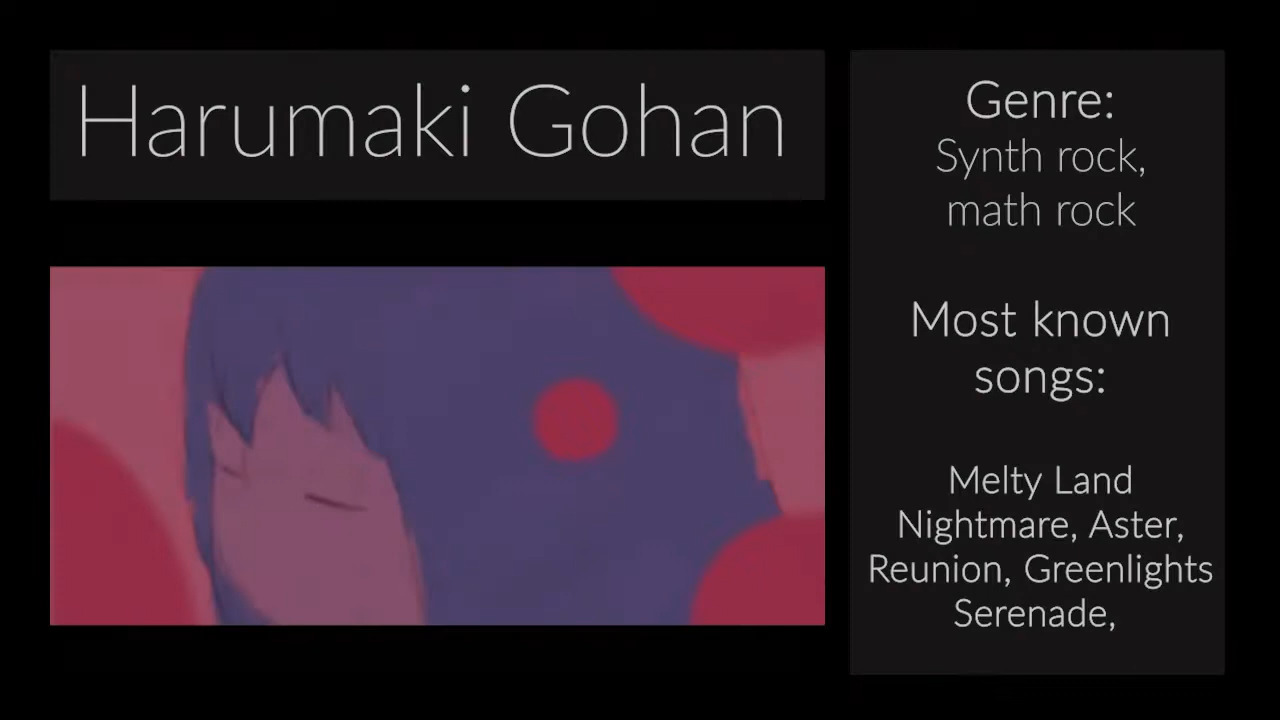 Harumaki Gohan
Genre:
Synth rock,
math rock
Most known
songs:
Melty Land
Nightmare, Aster,
Reunion, Greenlights
Serenade,